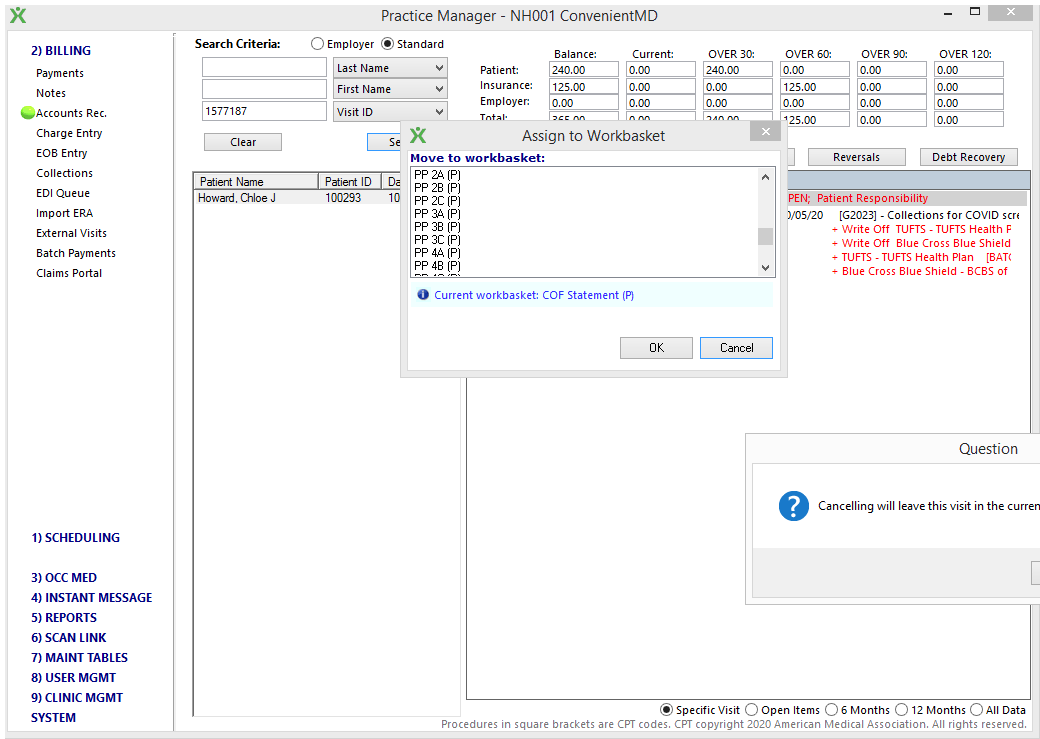 Practice Manager - NH001 ConvenientMD
2) BILLING
Payments
Notes
Accounts Rec.
Charge Entry
EOB Entry
Collections
EDI Queue
Import ERA
External Visits
Batch Payments
Claims Portal
1) SCHEDULING
3) OCC MED
4) INSTANT MESSAGE
5) REPORTS
6) SCAN LINK
7) MAINT TABLES
8) USER MGMT
9) CLINIC MGMT
SYSTEM
Search Criteria: Employer Standard
Last Name
First Name
1577187 Visit ID
Clear Se
Balance: Current: OVER 30: OVER 60: OVER 90: OVER 120:
Patient: 240.00 0.00 240.00 0.00 0.00 0.00
Insurance: 125.00 0.00 0.00 125.00 0.00 0.00
Employer: 0.00 0.00 0.00 0.00 0.00 0.00
Total: 365.00 0.00 240.00 125.00 0.00 0.00
Reversals Debt Recovery
Patient Name Patient ID Da
Howard, Chloe J 100293 10
Assign to Workbasket
Move to workbasket:
PP 2A (P)
PP 2B (P)
PP 2C (P)
PP 3A (P)
PP 3B (P)
PP 3C (P)
PP 4A (P)
PP 4B (P)
Current workbasket: COF Statement (P)
OK Cancel
PEN; Patient Responsibility
0/05/20 [G2023] - Collections for COVID scre
+ Write Off TUFTS - TUFTS Health P
+ Write Off Blue Cross Blue Shield
+ TUFTS - TUFTS Health Plan [BATC
+ Blue Cross Blue Shield - BCBS of
Question
Cancelling will leave this visit in the curren
Specific Visit Open Items 6 Months 12 Months All Data
Procedures in square brackets are CPT codes. CPT copyright 2020 American Medical Association. All rights reserved.